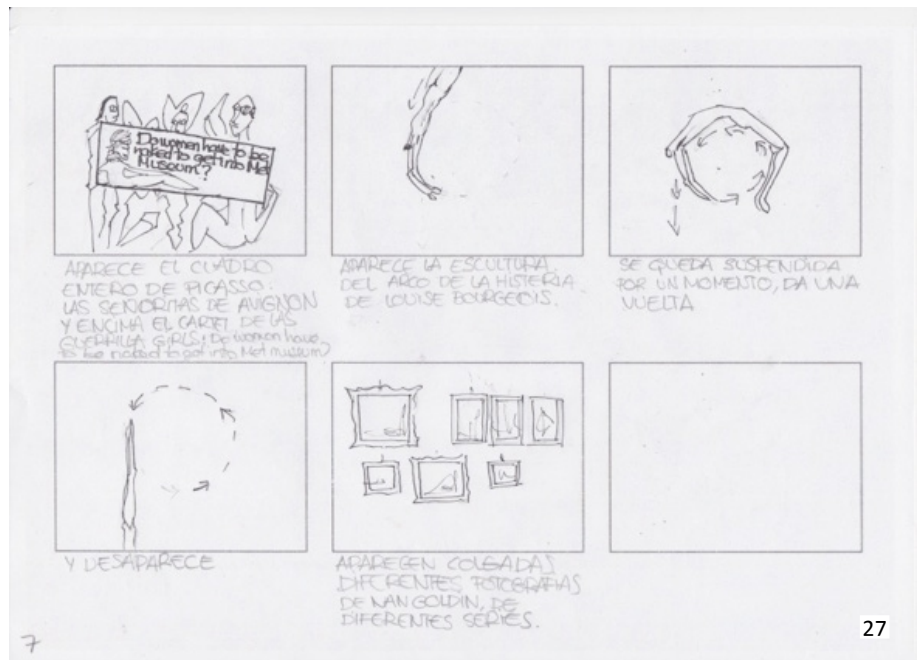 Do women have to be
naked to get into Met
Museum?
APARECE EL CUADRO
ENTERO DE PICASSO:
LAS SEÑORITAS DE AVIGNON
Y ENCIMA EL CARTEL DE LAS
GUERRILLA GIRLS: Do women have
to be naked to get into Met museum?
APARECE LA ESCULTURA
DEL ARCO DE LA HISTERIA
DE LOUISE BOURGEOIS.
SE QUEDA SUSPENDIDA
POR UN MOMENTO, DA UNA
VUELTA
Y DESAPARECE
APARECEN COLGADAS
DIFERENTES FOTOGRAFIAS
DE NAN GOLDIN, DE
DIFERENTES SERIES.
7
27